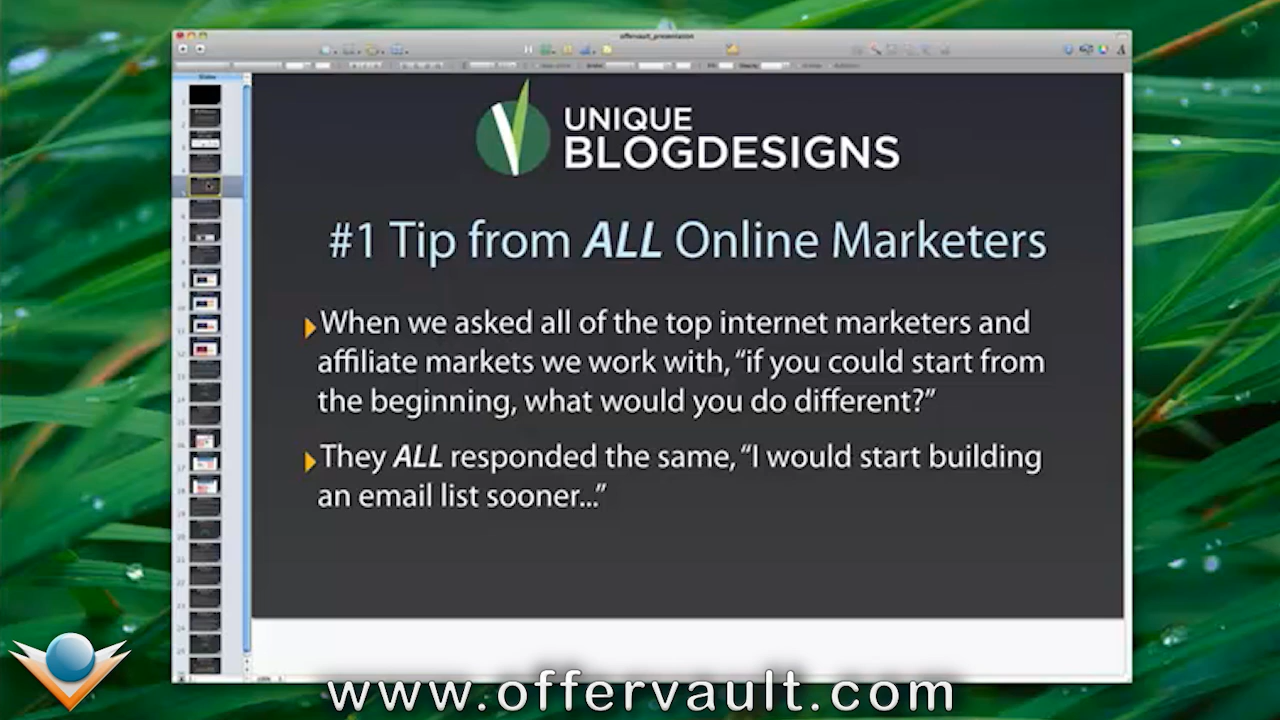 offervault_presentation
UNIQUE
BLOGDESIGNS
#1 Tip from ALL Online Marketers
When we asked all of the top internet marketers and
affiliate markets we work with, “if you could start from
the beginning, what would you do different?”
They ALL responded the same, “I would start building
an email list sooner...”
www.offervault.com